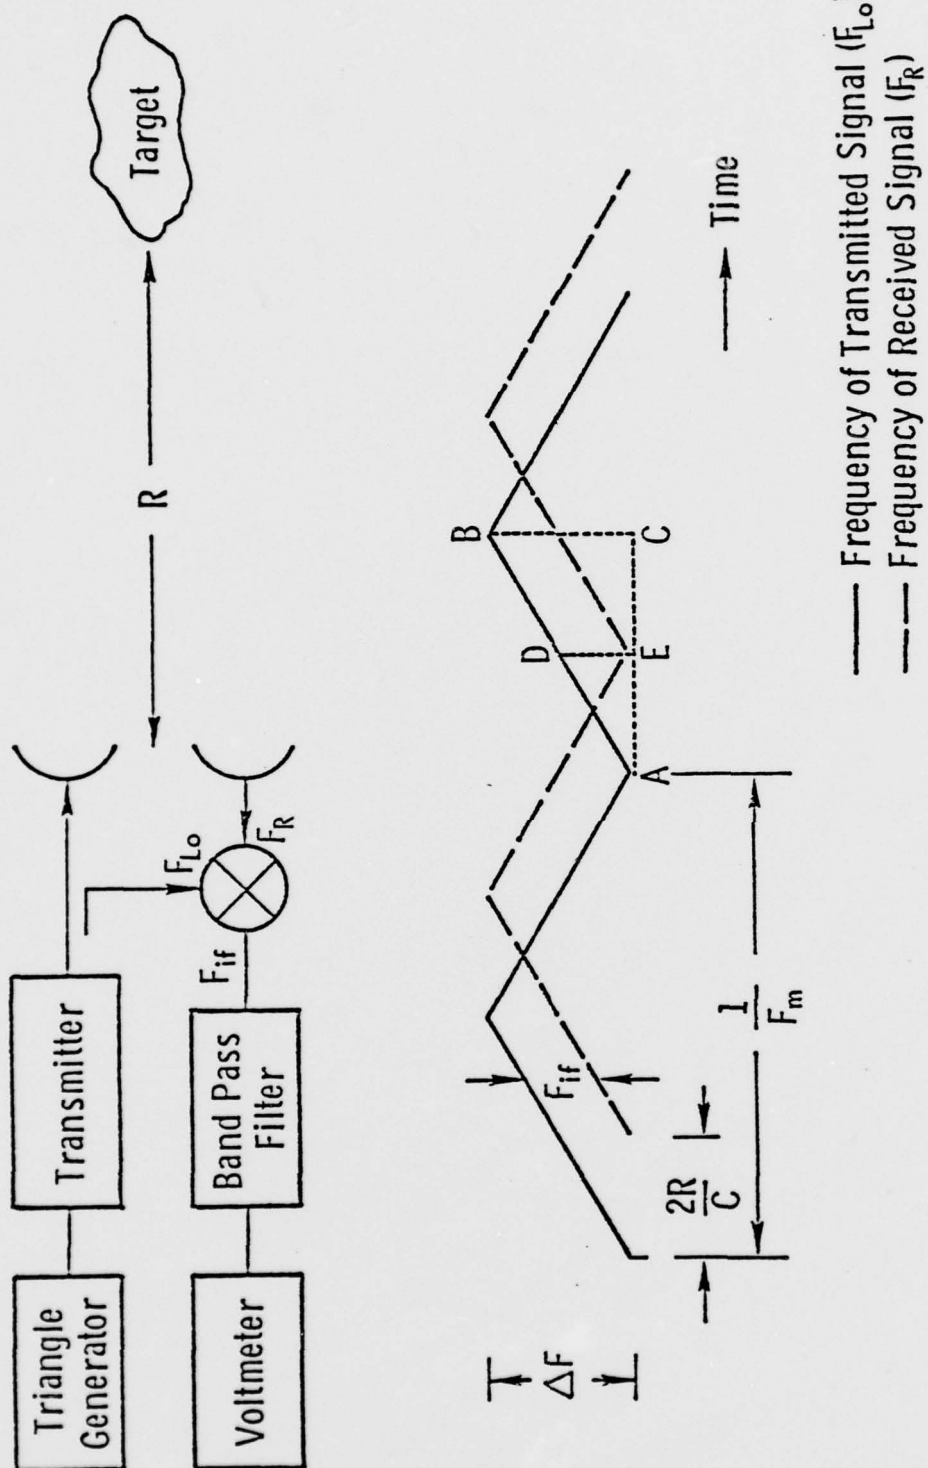 Triangle
Generator
Transmitter
Voltmeter
Band Pass
Filter
F_if
F_Lo
F_R
R
Target
ΔF
F_if
2R
C
1
F_m
A
B
C
D
E
Time
Frequency of Transmitted Signal (F_Lo
Frequency of Received Signal (F_R)